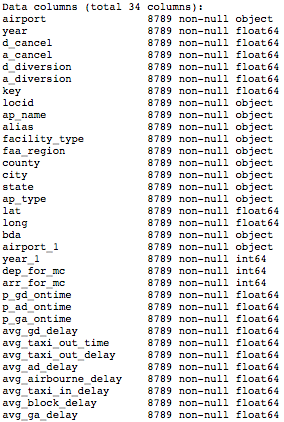 Data columns (total 34 columns):
airport 8789 non-null object
year 8789 non-null float64
d_cancel 8789 non-null float64
a_cancel 8789 non-null float64
d_diversion 8789 non-null float64
a_diversion 8789 non-null float64
key 8789 non-null float64
locid 8789 non-null object
ap_name 8789 non-null object
alias 8789 non-null object
facility_type 8789 non-null object
faa_region 8789 non-null object
county 8789 non-null object
city 8789 non-null object
state 8789 non-null object
ap_type 8789 non-null object
lat 8789 non-null float64
long 8789 non-null float64
bda 8789 non-null object
airport_1 8789 non-null object
year_1 8789 non-null int64
dep_for_mc 8789 non-null int64
arr_for_mc 8789 non-null int64
p_gd_ontime 8789 non-null float64
p_ad_ontime 8789 non-null float64
p_ga_ontime 8789 non-null float64
avg_gd_delay 8789 non-null float64
avg_taxi_out_time 8789 non-null float64
avg_taxi_out_delay 8789 non-null float64
avg_ad_delay 8789 non-null float64
avg_airbourne_delay 8789 non-null float64
avg_taxi_in_delay 8789 non-null float64
avg_block_delay 8789 non-null float64
avg_ga_delay 8789 non-null float64